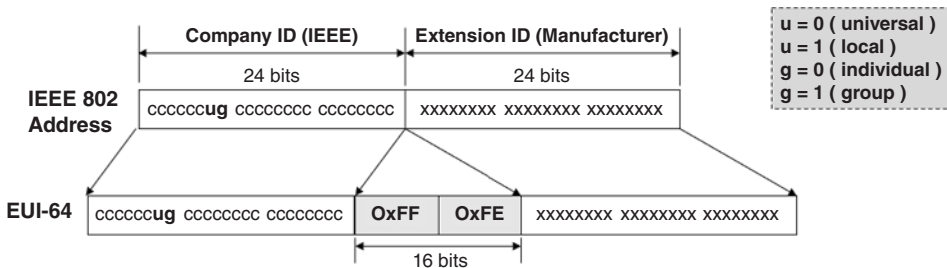 Company ID (IEEE)
Extension ID (Manufacturer)
u = 0 ( universal )
u = 1 ( local )
g = 0 ( individual )
g = 1 ( group )
24 bits
24 bits
IEEE 802
Address
ccccccug cccccccc cccccccc
xxxxxxxx xxxxxxxx xxxxxxxx
EUI-64
ccccccug cccccccc cccccccc
OxFF
OxFE
xxxxxxxx xxxxxxxx xxxxxxxx
16 bits